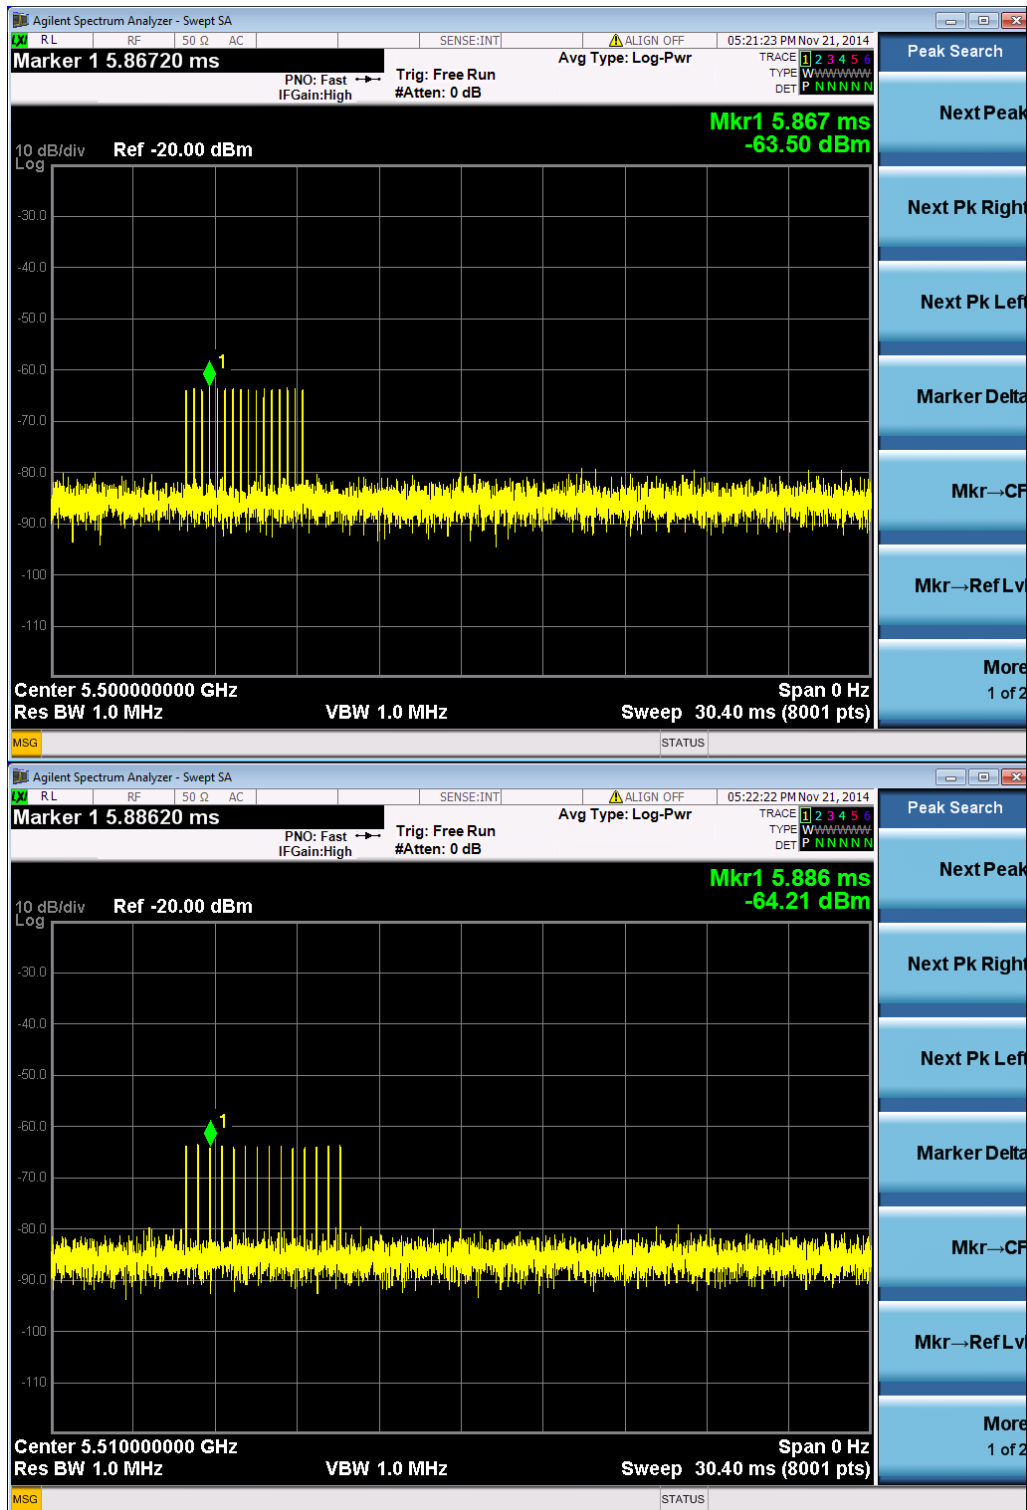 Agilent Spectrum Analyzer - Swept SA
LXI RL RF 50 Ω AC SENSE:INT ALIGN OFF 05:21:23 PM Nov 21, 2014
Marker 1 5.86720 ms
Avg Type: Log-Pwr
TRACE 1 2 3 4 5 6
PNO: Fast
Trig: Free Run
TYPE WWWWWWW
IFGain:High
#Atten: 0 dB
DET P N N N N N
Peak Search
Next Peak
Next Pk Right
Next Pk Left
Marker Delta
Mkr→CF
Mkr→Ref Lvl
More
1 of 2
Mkr1 5.867 ms
-63.50 dBm
10 dB/div Ref -20.00 dBm
Log
-30.0
-40.0
-50.0
1
-60.0
-70.0
-80.0
-90.0
-100
-110
Center 5.500000000 GHz Span 0 Hz
Res BW 1.0 MHz VBW 1.0 MHz Sweep 30.40 ms (8001 pts)
MSG STATUS
Agilent Spectrum Analyzer - Swept SA
LXI RL RF 50 Ω AC SENSE:INT ALIGN OFF 05:22:22 PM Nov 21, 2014
Marker 1 5.88620 ms
Avg Type: Log-Pwr
TRACE 1 2 3 4 5 6
PNO: Fast
Trig: Free Run
TYPE WWWWWWW
IFGain:High
#Atten: 0 dB
DET P N N N N N
Peak Search
Next Peak
Next Pk Right
Next Pk Left
Marker Delta
Mkr→CF
Mkr→Ref Lvl
More
1 of 2
Mkr1 5.886 ms
-64.21 dBm
10 dB/div Ref -20.00 dBm
Log
-30.0
-40.0
-50.0
1
-60.0
-70.0
-80.0
-90.0
-100
-110
Center 5.510000000 GHz Span 0 Hz
Res BW 1.0 MHz VBW 1.0 MHz Sweep 30.40 ms (8001 pts)
MSG STATUS